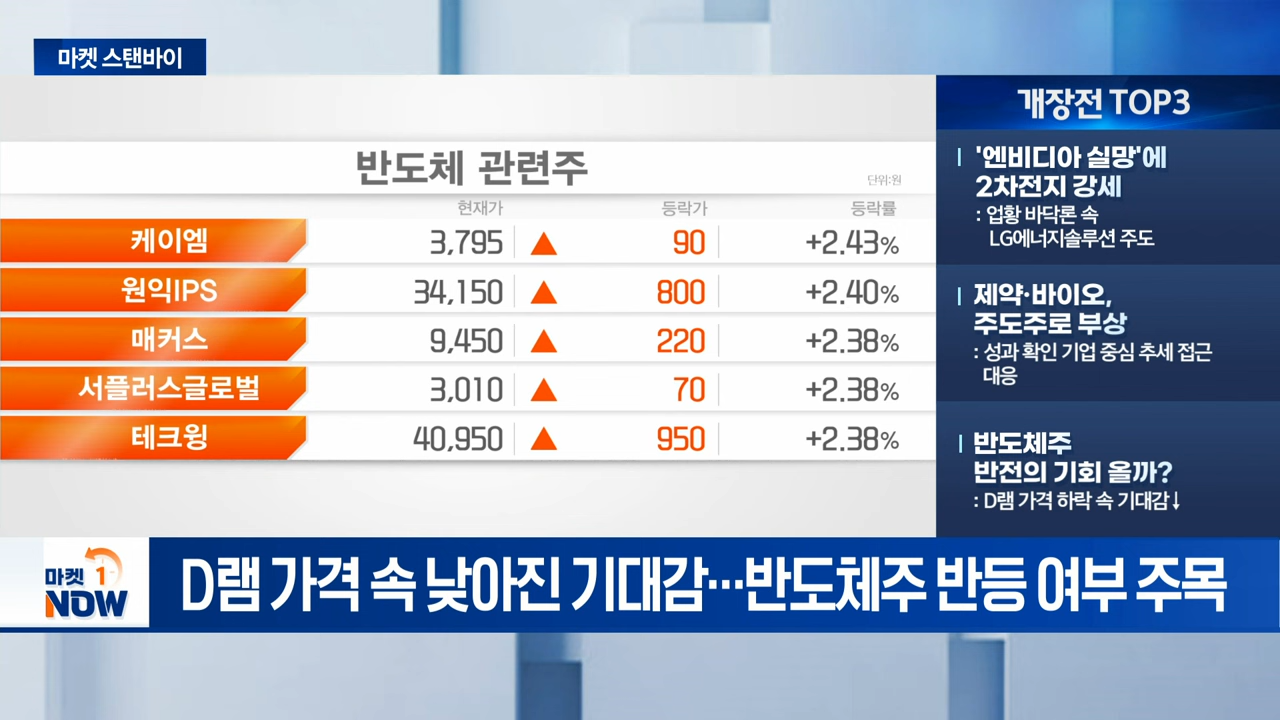 마켓 스탠바이
반도체 관련주
단위:원
현재가 등락가 등락률
케이엠 3,795 ▲ 90 +2.43%
원익IPS 34,150 ▲ 800 +2.40%
매커스 9,450 ▲ 220 +2.38%
서플러스글로벌 3,010 ▲ 70 +2.38%
테크윙 40,950 ▲ 950 +2.38%
개장전 TOP3
'엔비디아 실망'에
2차전지 강세
: 업황 바닥론 속
LG에너지솔루션 주도
제약·바이오,
주도주로 부상
: 성과 확인 기업 중심 추세 접근
대응
반도체주
반전의 기회 올까?
: D램 가격 하락 속 기대감↓
마켓 1
NOW
D램 가격 속 낮아진 기대감…반도체주 반등 여부 주목